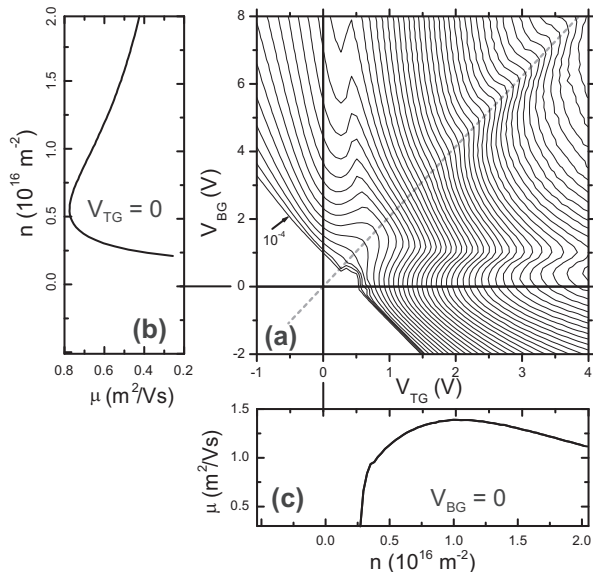 2.0
1.5
1.0
0.5
0.0
n (10^16 m^-2)
V_TG = 0
(b)
0.8 0.6 0.4 0.2
μ (m^2/Vs)
8
6
4
2
0
-2
V_BG (V)
10^-4
(a)
-1 0 1 2 3 4
V_TG (V)
1.5
1.0
0.5
μ (m^2/Vs)
(c)
V_BG = 0
0.0 0.5 1.0 1.5 2.0
n (10^16 m^-2)